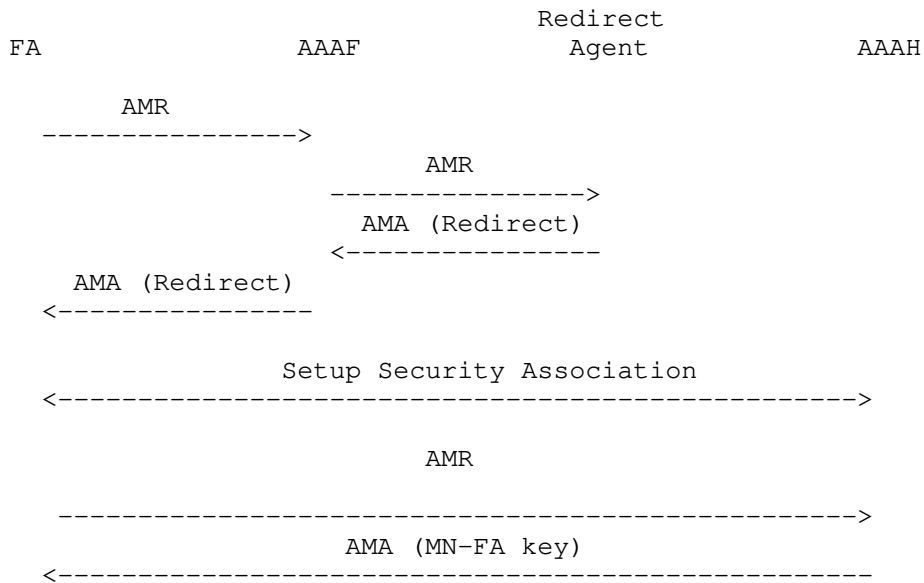 Redirect
FA AAAF Agent AAAH
AMR
AMR
AMA (Redirect)
AMA (Redirect)
Setup Security Association
AMR
AMA (MN-FA key)